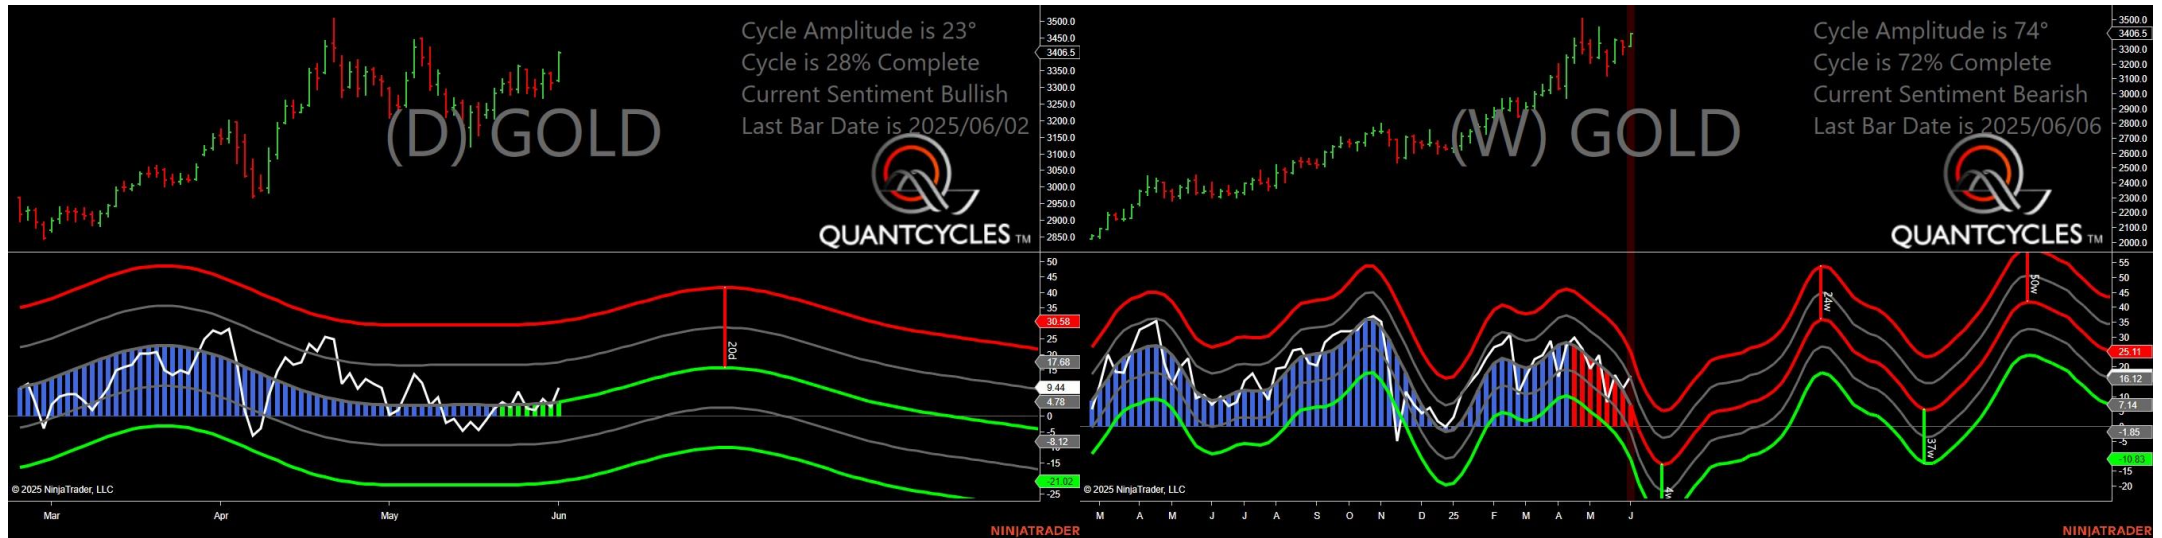 Cycle Amplitude is 23°
Cycle is 28% Complete
Current Sentiment Bullish
Last Bar Date is 2025/06/02
(D) GOLD
QUANTCYCLES TM
3500.0
3450.0
3406.5
3350.0
3300.0
3250.0
3200.0
3150.0
3100.0
3050.0
3000.0
2950.0
2900.0
2850.0
50
45
40
35
30.58
25
20
17.68
15
9.44
4.78
0
-5
-8.12
-15
-21.02
-25
20d
© 2025 NinjaTrader, LLC
Mar
Apr
May
Jun
NINJATRADER
Cycle Amplitude is 74°
Cycle is 72% Complete
Current Sentiment Bearish
Last Bar Date is 2025/06/06
(W) GOLD
QUANTCYCLES TM
3500.0
3406.5
3300.0
3200.0
3100.0
3000.0
2900.0
2800.0
2700.0
2600.0
2500.0
2400.0
2300.0
2200.0
2100.0
2000.0
55
50
45
40
35
30
25.11
20
16.12
10
7.14
-1.85
-5
-10.83
-15
-20
24w
50w
37w
4w
© 2025 NinjaTrader, LLC
M A M J J A S O N D 25 F M A M J
NINJATRADER